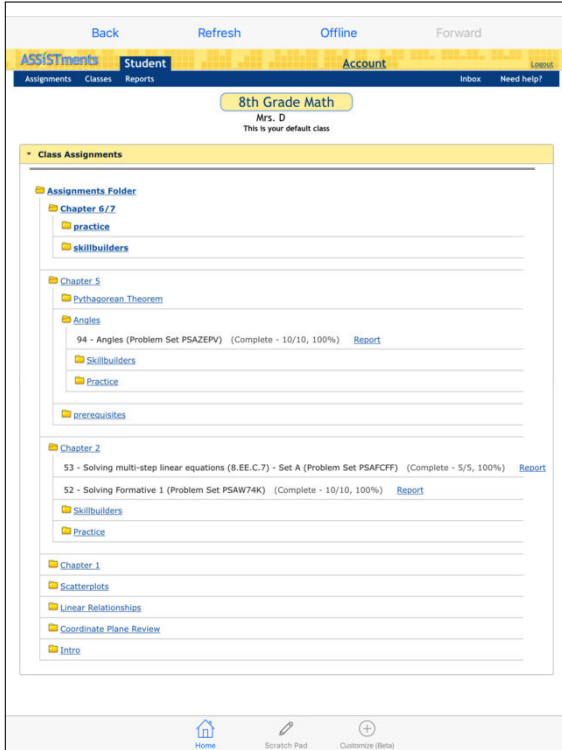 Back Refresh Offline Forward
ASSISTments Student Account Logout
Assignments Classes Reports Inbox Need help?
8th Grade Math
Mrs. D
This is your default class
Class Assignments
Assignments Folder
Chapter 6/7
practice
skillbuilders
Chapter 5
Pythagorean Theorem
Angles
94 - Angles (Problem Set PSAZEPV) (Complete - 10/10, 100%) Report
Skillbuilders
Practice
prerequisites
Chapter 2
53 - Solving multi-step linear equations (8.EE.C.7) - Set A (Problem Set PSAFCFF) (Complete - 5/5, 100%) Report
52 - Solving Formative 1 (Problem Set PSAW74K) (Complete - 10/10, 100%) Report
Skillbuilders
Practice
Chapter 1
Scatterplots
Linear Relationships
Coordinate Plane Review
Intro
Home Scratch Pad Customize (Beta)